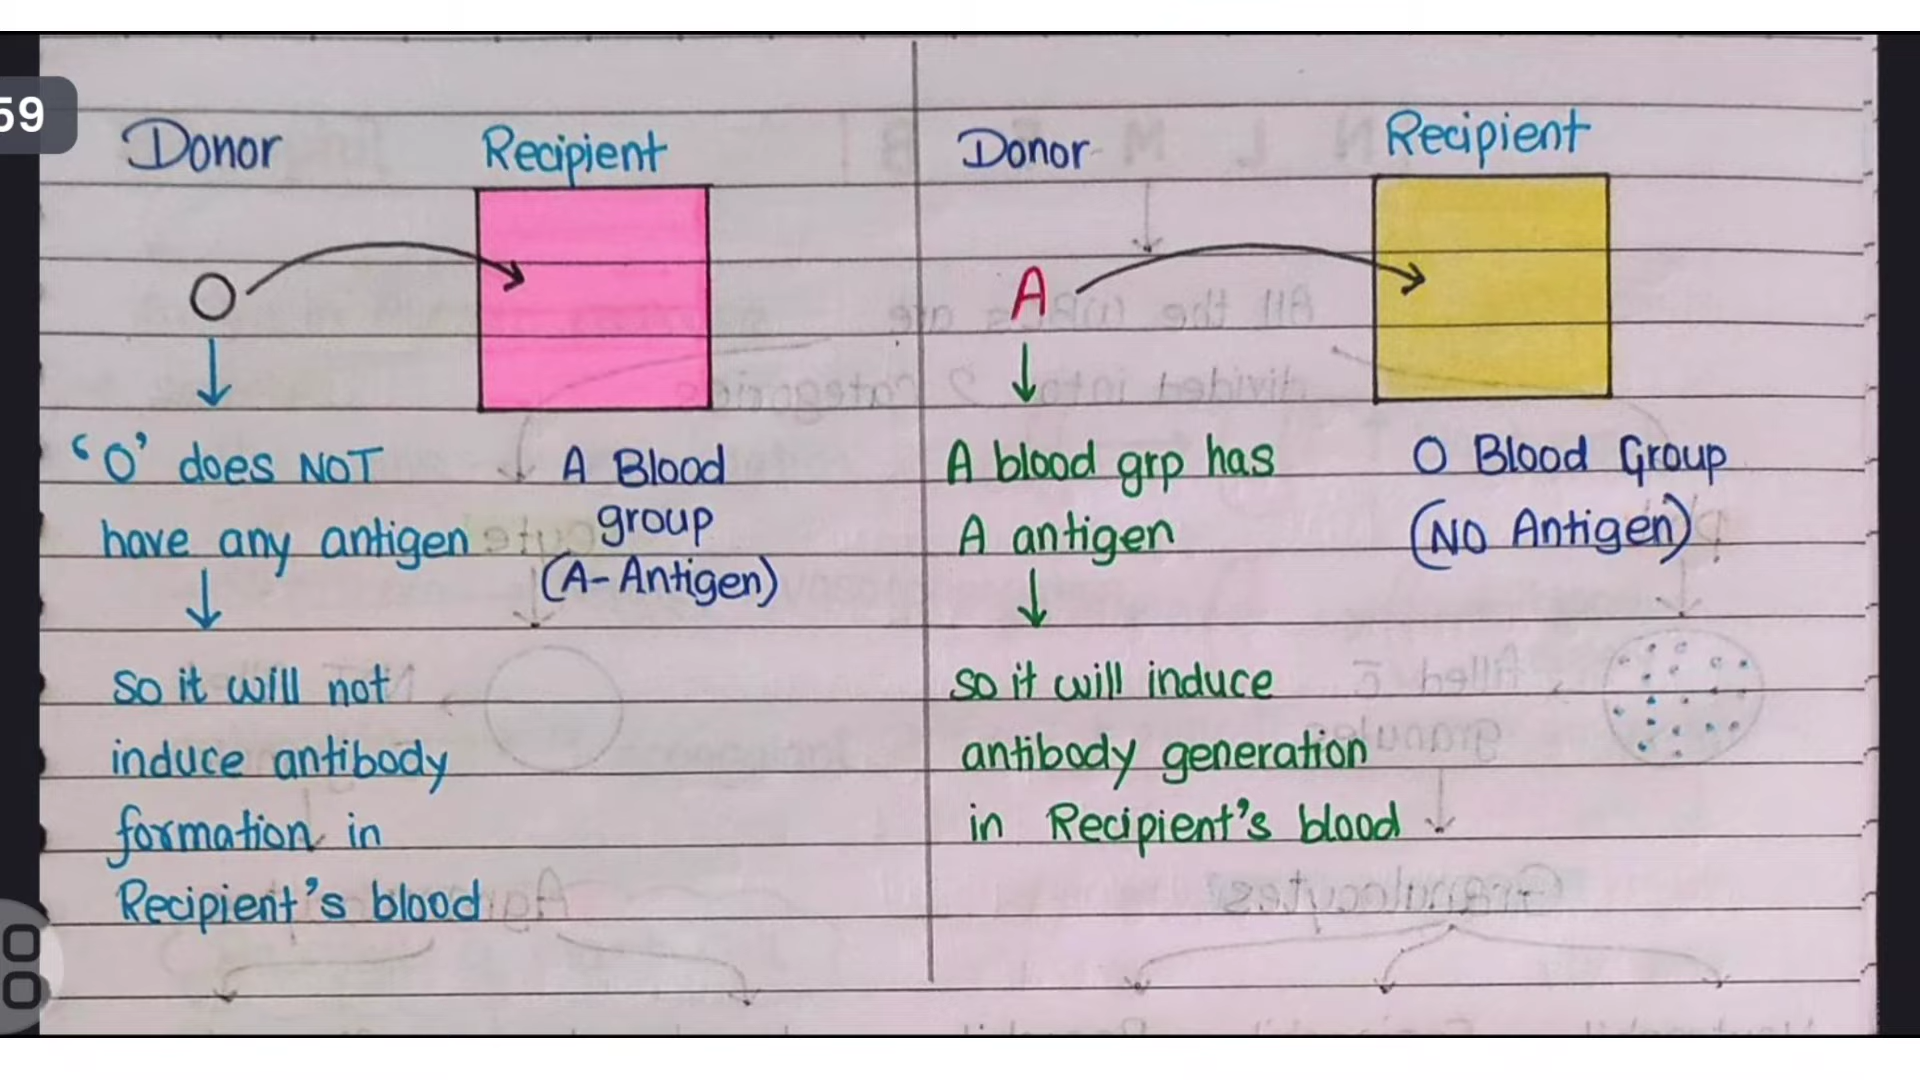 59
Donor
Recipient
O
'O' does NOT
have any antigen
so it will not
induce antibody
formation in
Recipient's blood
A Blood
group
(A-Antigen)
Donor
Recipient
A
A blood grp has
A antigen
so it will induce
antibody generation
in Recipient's blood
O Blood Group
(NO Antigen)